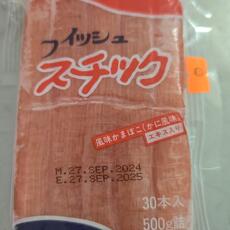 フィッシュ
スチック
風味かまぼこ(かに風味)
エキス入り
M.27.SEP.2024
E.27.SEP.2025
30本入
500g詰